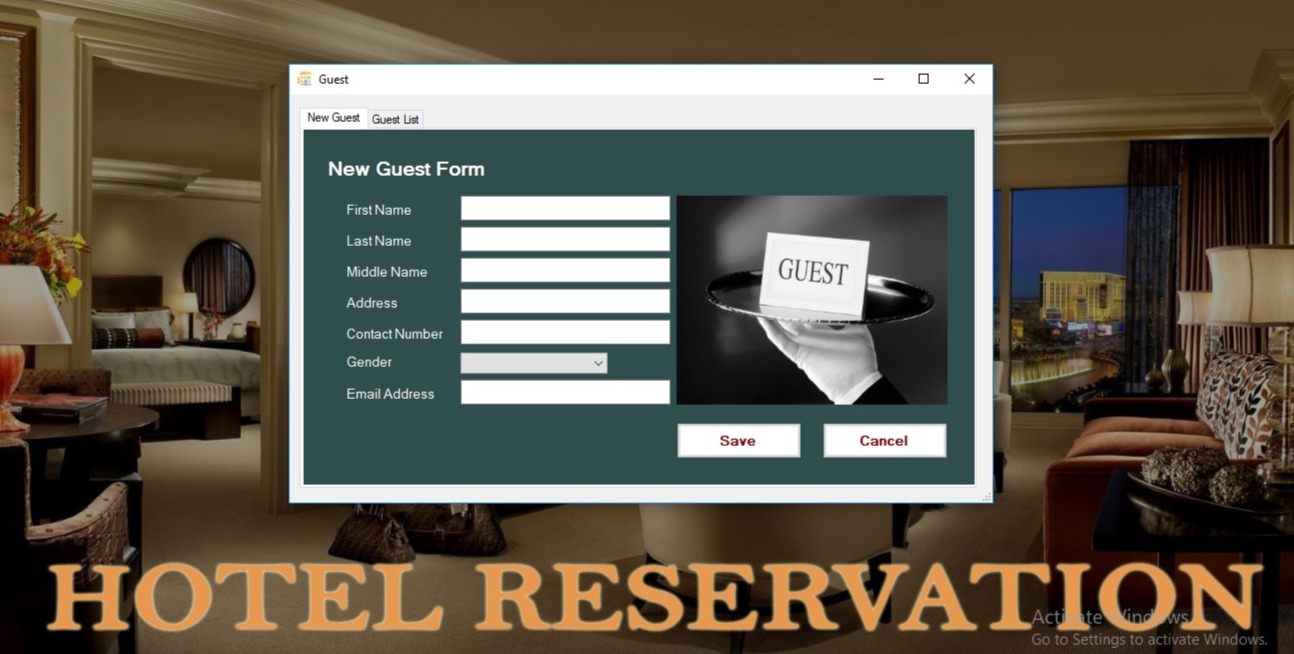 Guest
New Guest Guest List
New Guest Form
First Name
Last Name
Middle Name
Address
Contact Number
Gender
Email Address
GUEST
Save Cancel
HOTEL RESERVATION
Activate Windows
Go to Settings to activate Windows.